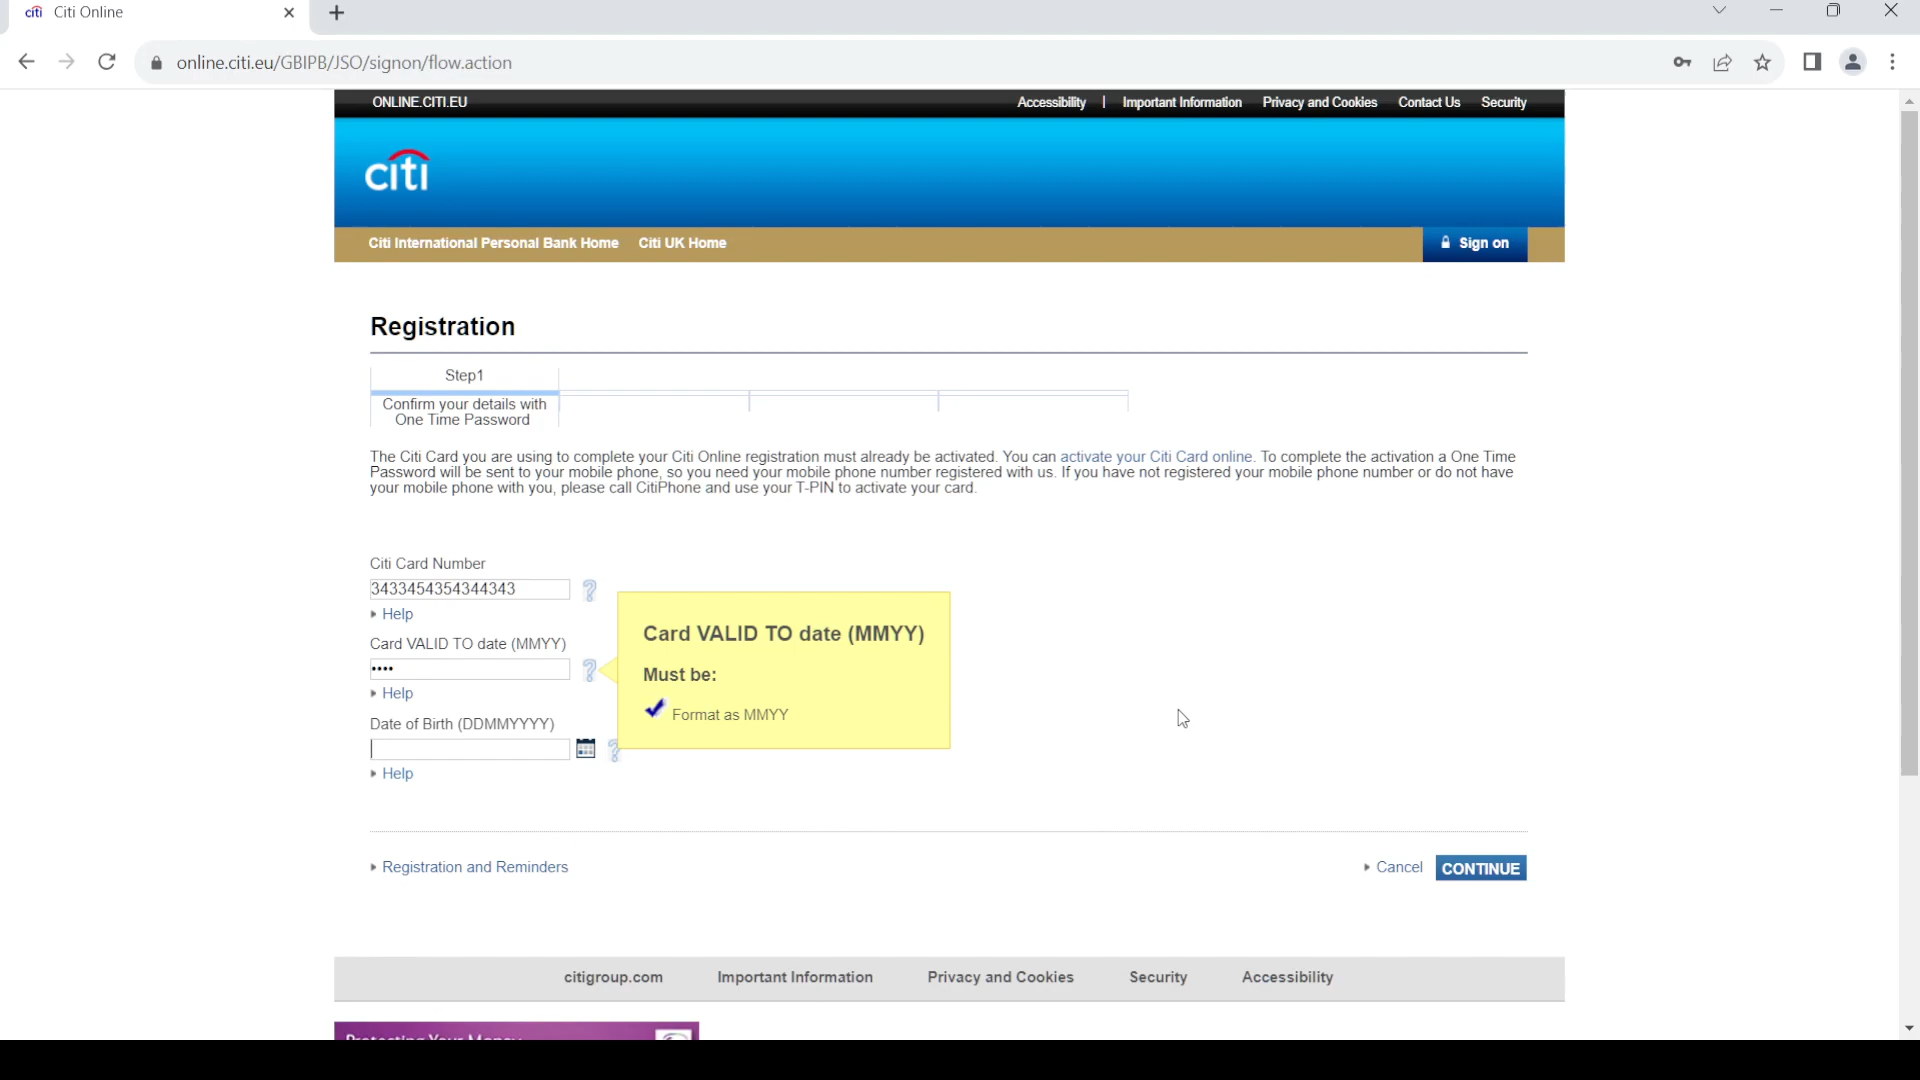 citi Citi Online
online.citi.eu/GBIPB/JSO/signon/flow.action
ONLINE.CITI.EU Accessibility | Important Information Privacy and Cookies Contact Us Security
citi
Citi International Personal Bank Home Citi UK Home Sign on
Registration
Step1
Confirm your details with
One Time Password
The Citi Card you are using to complete your Citi Online registration must already be activated. You can activate your Citi Card online. To complete the activation a One Time
Password will be sent to your mobile phone, so you need your mobile phone number registered with us. If you have not registered your mobile phone number or do not have
your mobile phone with you, please call CitiPhone and use your T-PIN to activate your card.
Citi Card Number
3433454354344343 ?
Help
Card VALID TO date (MMYY)
•••• ?
Help
Date of Birth (DDMMYYYY)
?
Help
Card VALID TO date (MMYY)
Must be:
Format as MMYY
Registration and Reminders Cancel CONTINUE
citigroup.com Important Information Privacy and Cookies Security Accessibility
Protecting Your Money